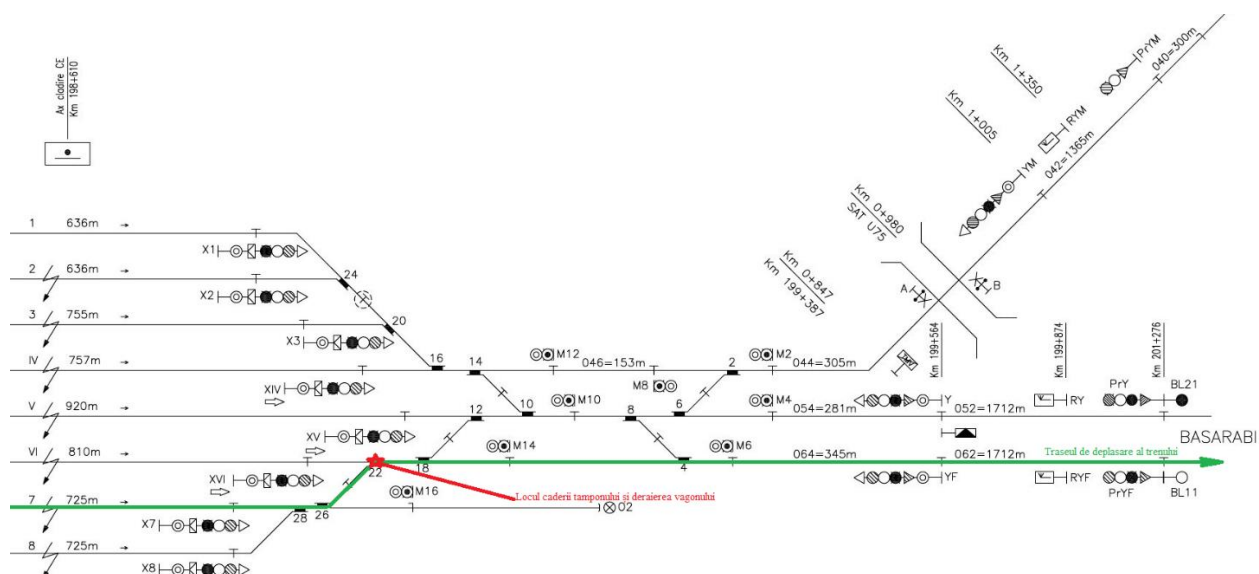 Ax cladire CE
Km 198+610
Km 1+350
Km 1+005
PrYM
040=300m
RYM
042=1365m
YM
Km 0+980
SAT U75
Km 0+847
Km 199+387
A
B
1 636m
X1
2 636m
24
X2
3 755m
20
X3
IV 757m
16
14
M12
046=153m
2
M2
044=305m
Km 199+564
Km 199+874
Km 201+276
XIV
M8
PrY
BL21
V 920m
10
M10
8
6
M4
054=281m
Y
052=1712m
RY
12
XV
M14
M6
BASARABI
VI 810m
18
22
4
064=345m
062=1712m
Traseul de deplasare al trenului
XVI
M16
YF
RYF
PrYF
BL11
Locul caderii tamponului si deraierea vagonului
7 725m
26
28
02
X7
8 725m
X8